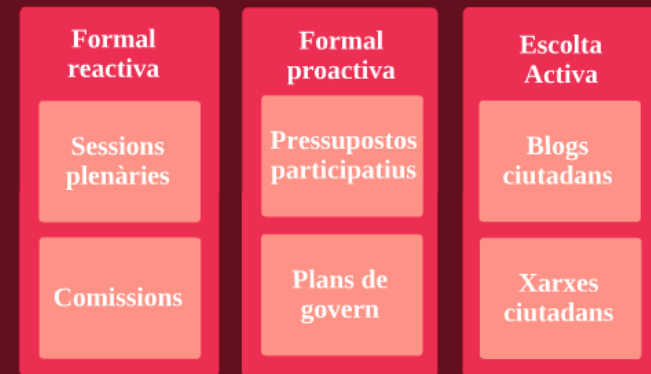 Formal
reactiva
Sessions
plenàries
Comissions
Formal
proactiva
Pressupostos
participatius
Plans de
govern
Escolta
Activa
Blogs
ciutadans
Xarxes
ciutadans